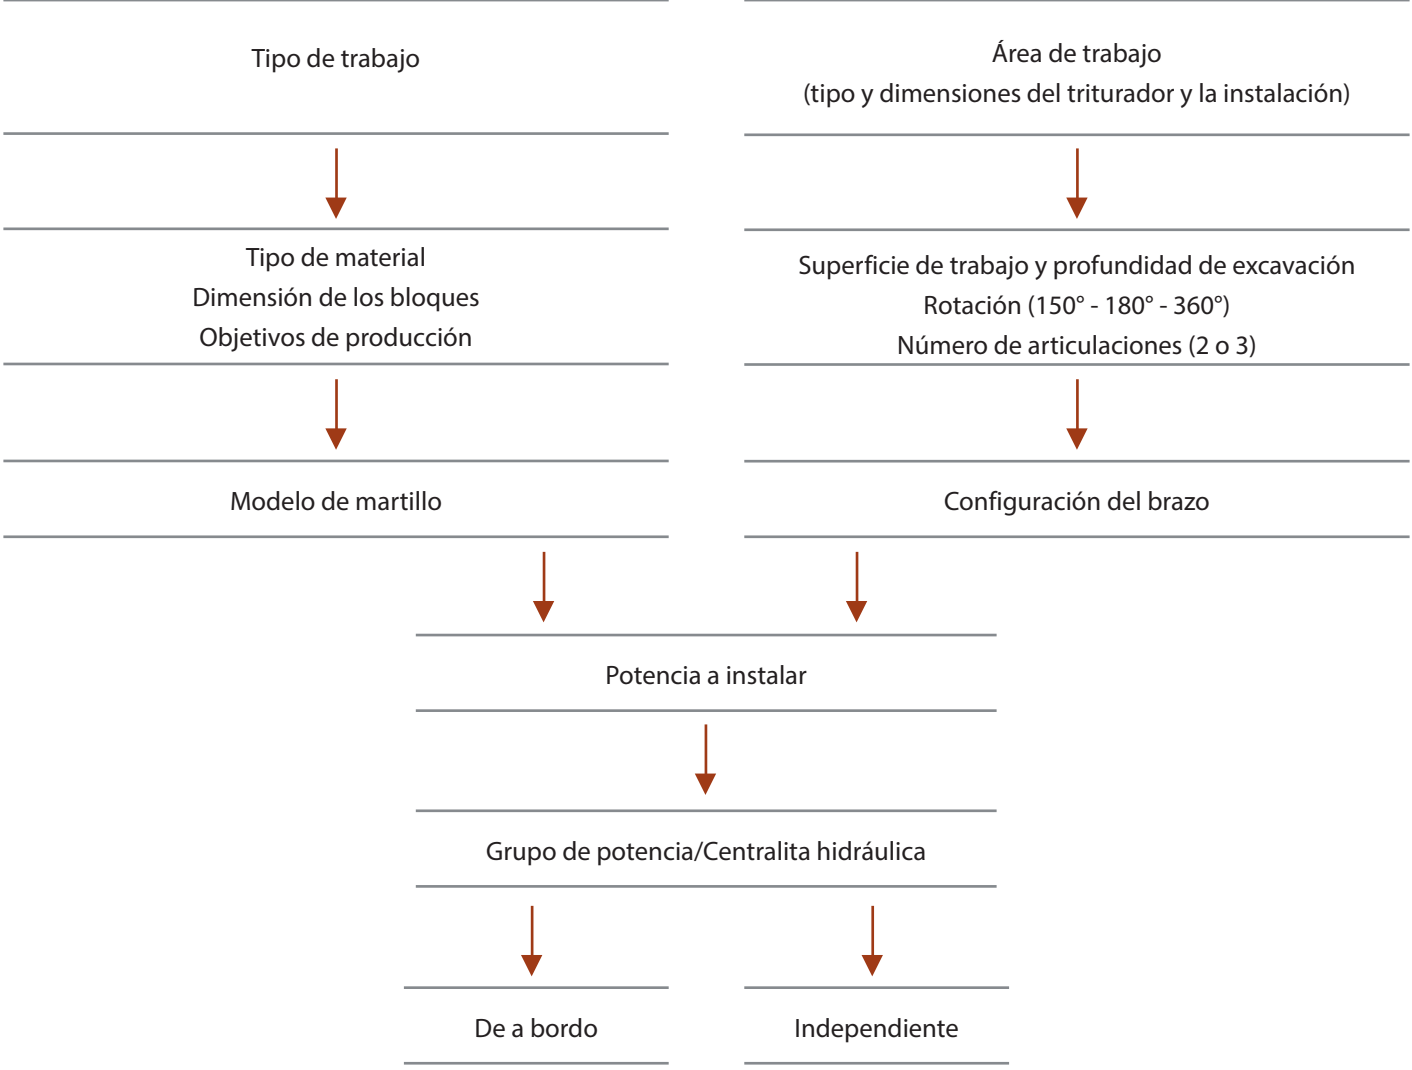 Tipo de trabajo
Área de trabajo
(tipo y dimensiones del triturador y la instalación)
Tipo de material
Dimensión de los bloques
Objetivos de producción
Superficie de trabajo y profundidad de excavación
Rotación (150° - 180° - 360°)
Número de articulaciones (2 o 3)
Modelo de martillo
Configuración del brazo
Potencia a instalar
Grupo de potencia/Centralita hidráulica
De a bordo
Independiente